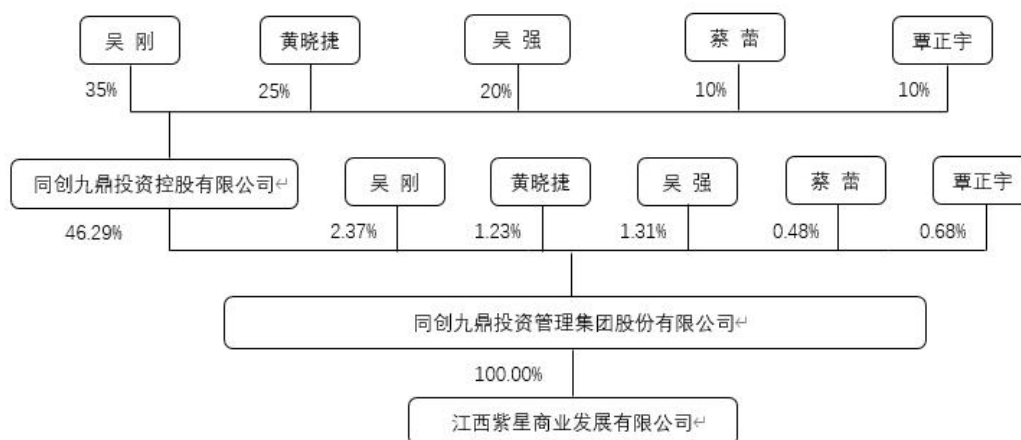 吴 刚
黄晓捷
吴 强
蔡 蕾
覃正宇
35%
25%
20%
10%
10%
同创九鼎投资控股有限公司↵
吴 刚
黄晓捷
吴 强
蔡 蕾
覃正宇
46.29%
2.37%
1.23%
1.31%
0.48%
0.68%
同创九鼎投资管理集团股份有限公司↵
100.00%
江西紫星商业发展有限公司↵